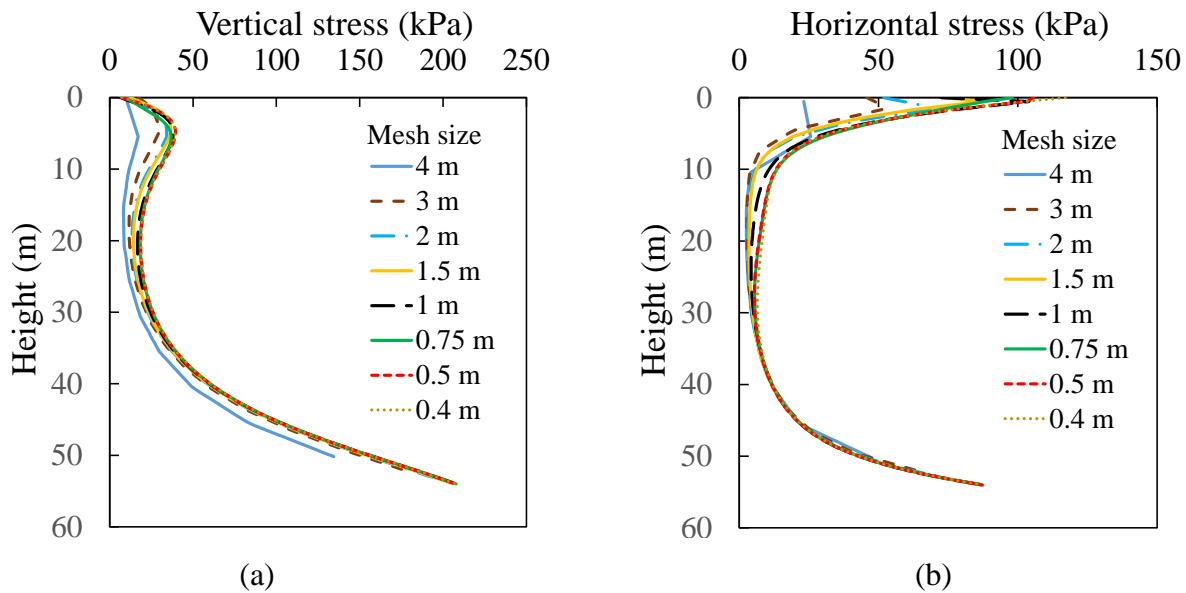 Vertical stress (kPa)
0 50 100 150 200 250
0
10
20
30
40
50
60
Height (m)
Mesh size
4 m
3 m
2 m
1.5 m
1 m
0.75 m
0.5 m
0.4 m
(a)
Horizontal stress (kPa)
0 50 100 150
0
10
20
30
40
50
60
Height (m)
Mesh size
4 m
3 m
2 m
1.5 m
1 m
0.75 m
0.5 m
0.4 m
(b)